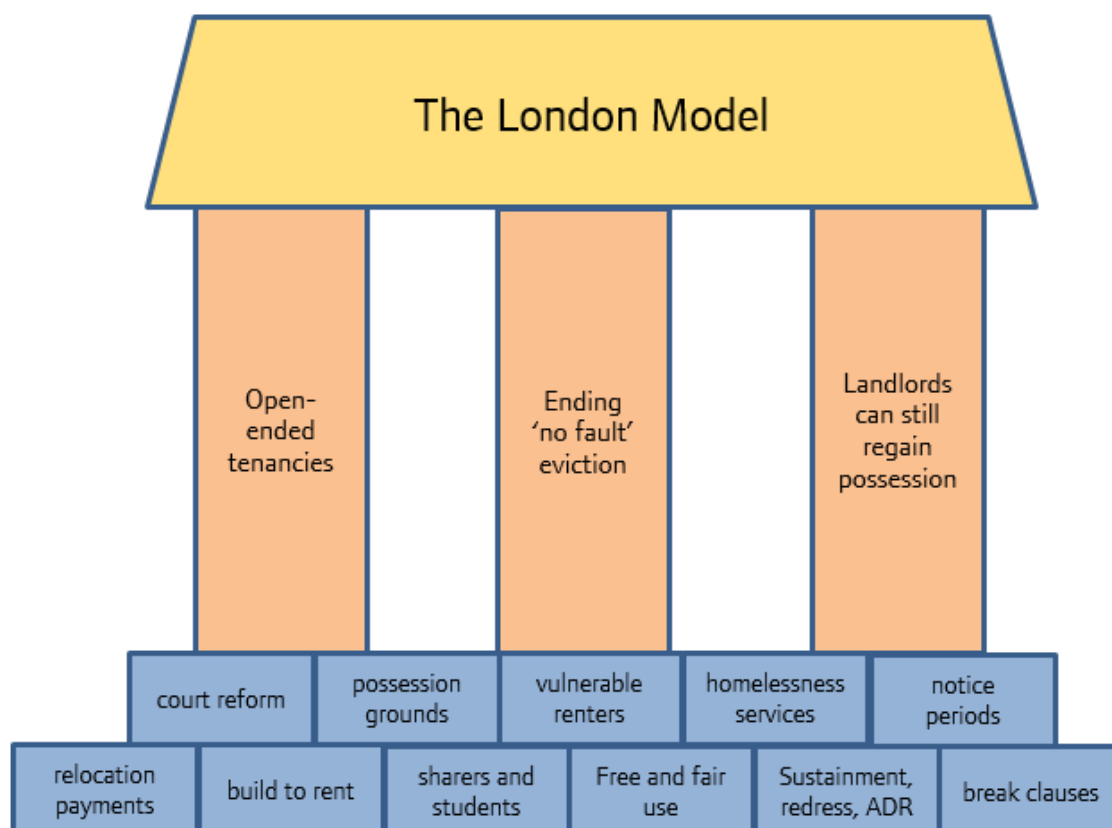 The London Model
Open-
ended
tenancies
Ending
‘no fault’
eviction
Landlords
can still
regain
possession
court reform
possession
grounds
vulnerable
renters
homelessness
services
notice
periods
relocation
payments
build to rent
sharers and
students
Free and fair
use
Sustainment,
redress, ADR
break clauses